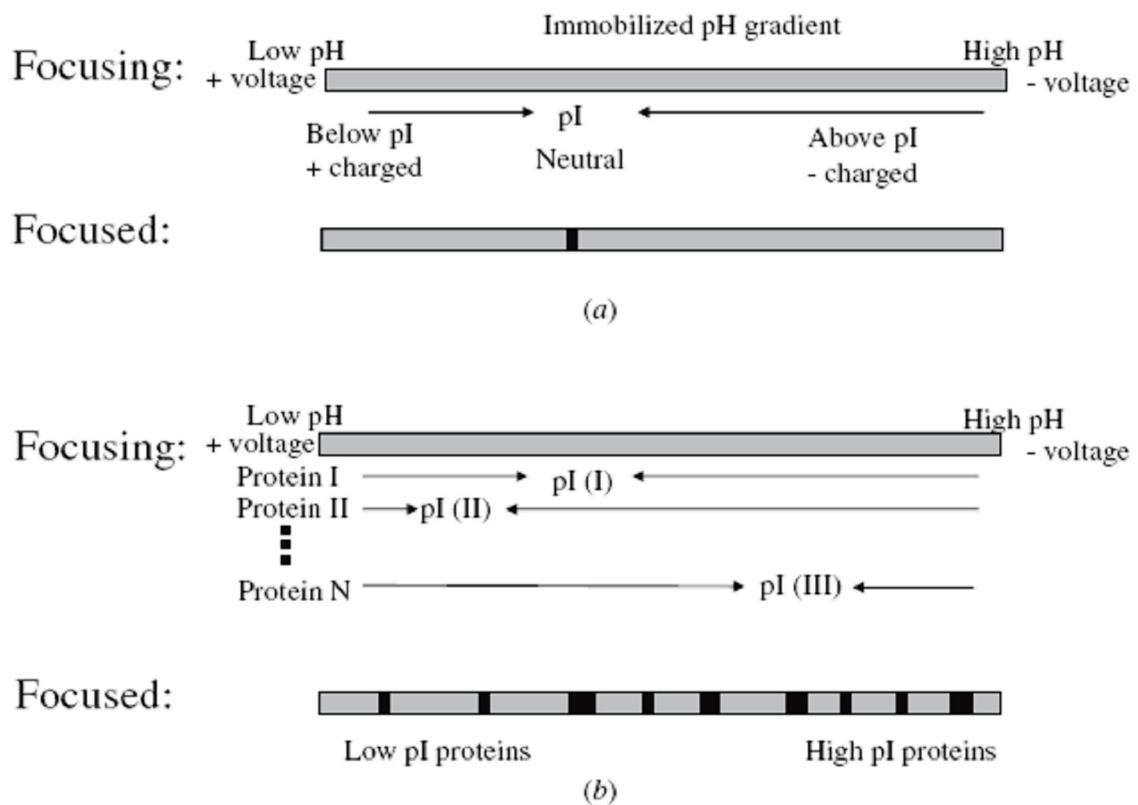 Immobilized pH gradient
Low pH
High pH
Focusing:
+ voltage
- voltage
pI
Below pI
+ charged
Neutral
Above pI
- charged
Focused:
(a)
Low pH
High pH
Focusing:
+ voltage
- voltage
Protein I
pI (I)
Protein II
pI (II)
Protein N
pI (III)
Focused:
Low pI proteins
High pI proteins
(b)